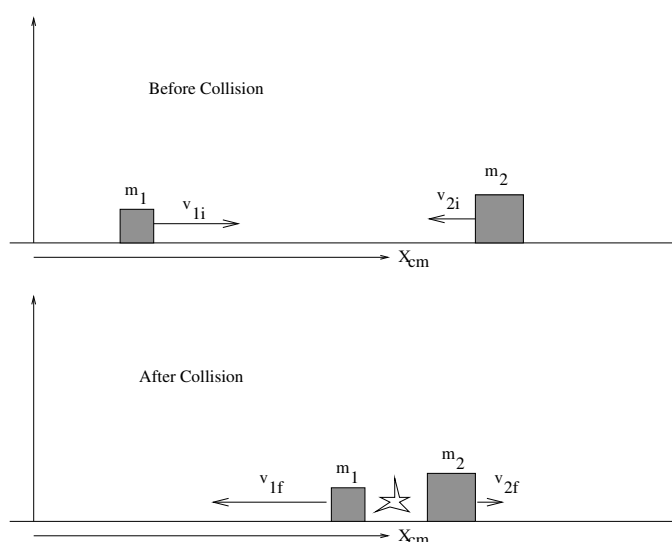 Before Collision
m1
v1i
v2i
m2
Xcm
After Collision
v1f
m1
m2
v2f
Xcm